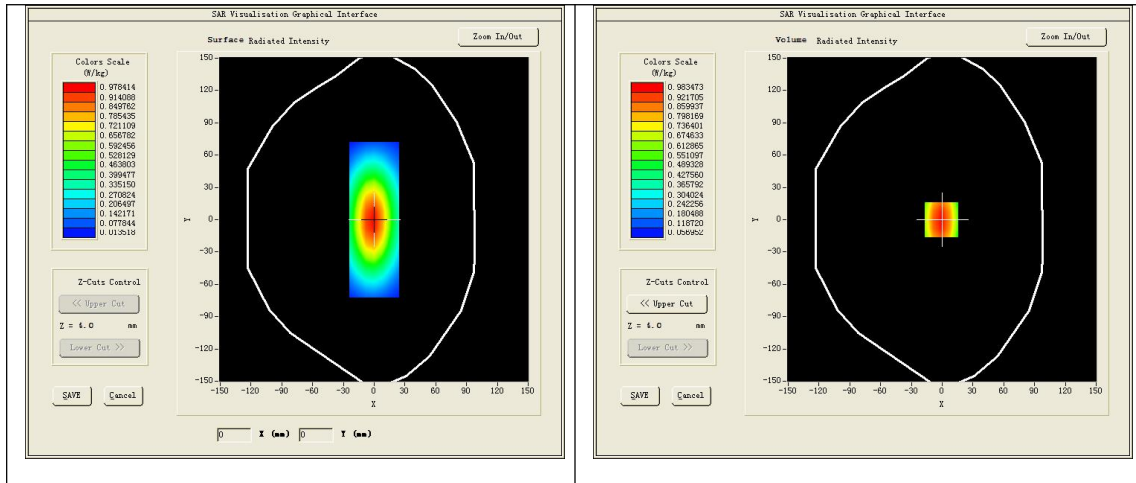 SAR Visualisation Graphical Interface
Surface Radiated Intensity
Zoom In/Out
Colors Scale
(W/kg)
0.978414
0.914088
0.849762
0.785435
0.721109
0.656782
0.592456
0.528129
0.463803
0.399477
0.335150
0.270824
0.206497
0.142171
0.077844
0.013518
150
90
60
30
0
-30
-60
-90
-120
-150
Y
-150 -120 -90 -60 -30 0 30 60 90 120 150
X
Z-Cuts Control
<< Upper Cut
Z = 4.0 mm
Lower Cut >>
SAVE Cancel
0 X (mm) 0 Y (mm)
SAR Visualisation Graphical Interface
Volume Radiated Intensity
Zoom In/Out
Colors Scale
(W/kg)
0.983473
0.921705
0.859937
0.798169
0.736401
0.674633
0.612865
0.551097
0.489328
0.427560
0.365792
0.304024
0.242256
0.180488
0.118720
0.056952
150
90
60
30
0
-30
-60
-90
-120
-150
Y
-150 -120 -90 -60 -30 0 30 60 90 120 150
X
Z-Cuts Control
<< Upper Cut
Z = 4.0 mm
Lower Cut >>
SAVE Cancel